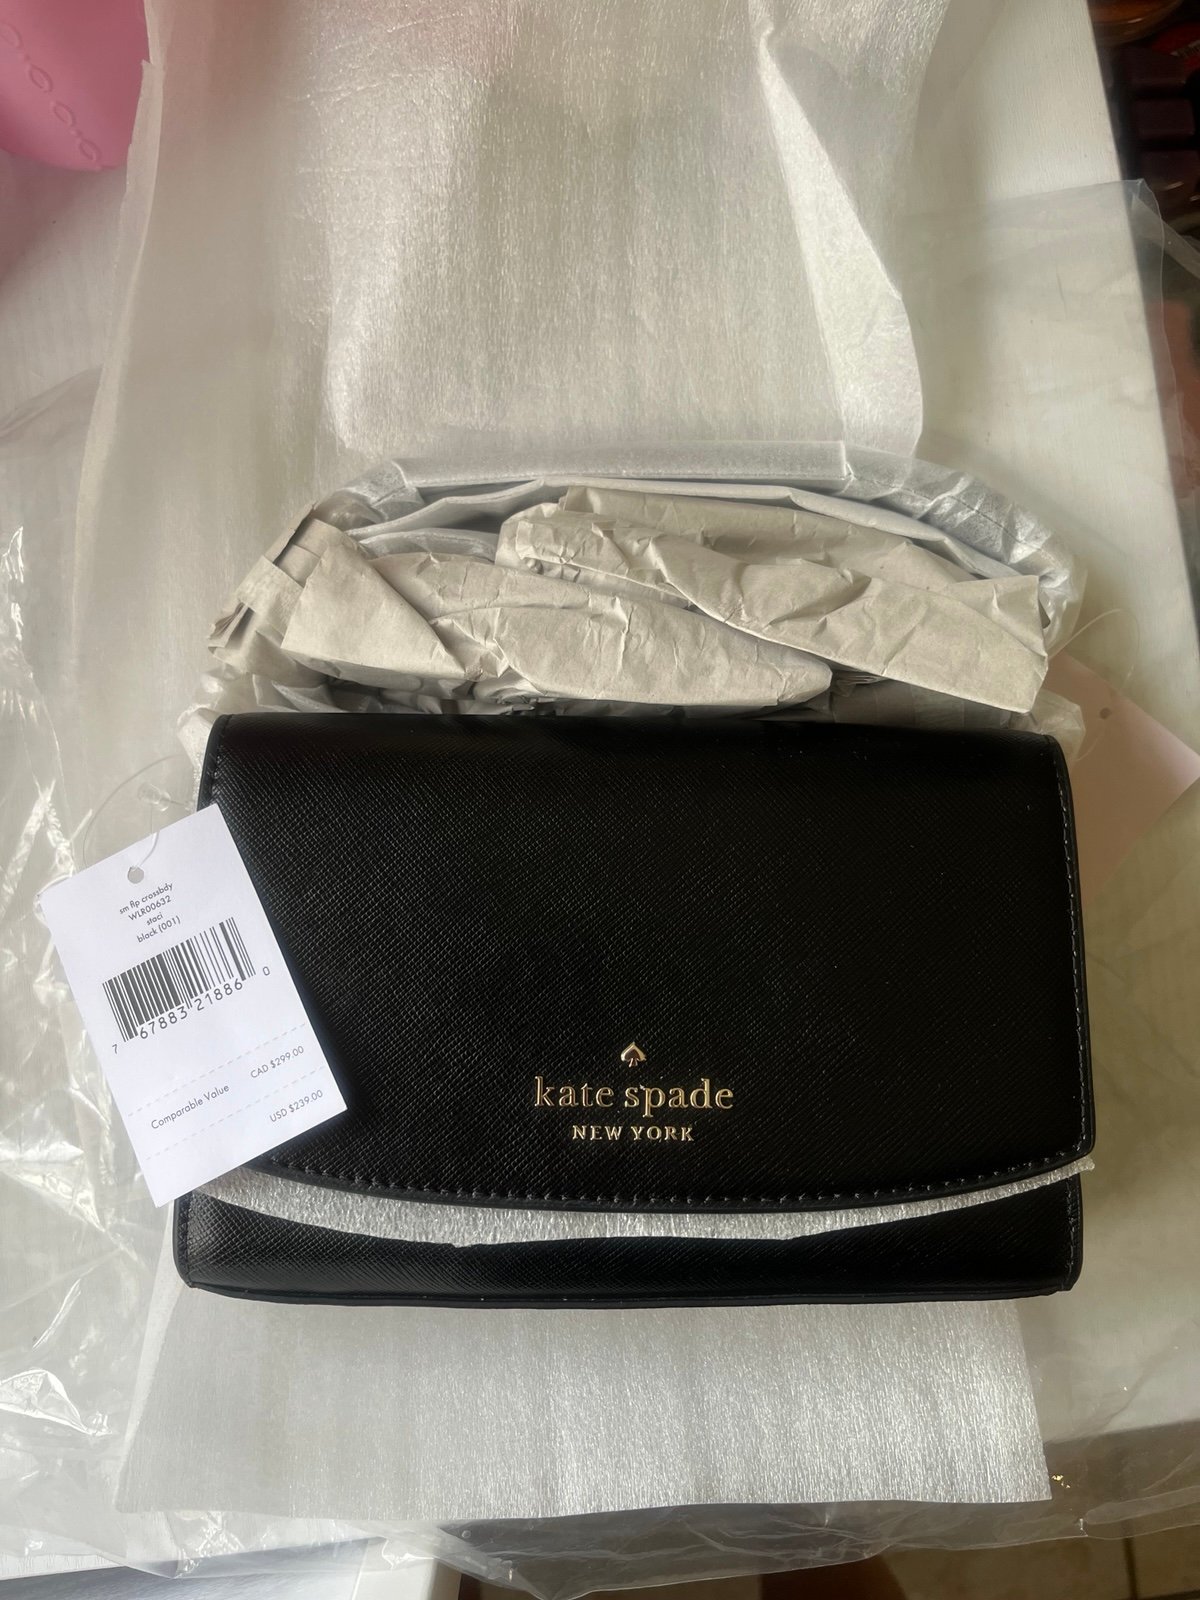 sm flp crossbdy
WLR00632
staci
black (001)
7 67883 21886 0
CAD $299.00
Comparable Value
USD $239.00
kate spade
NEW YORK